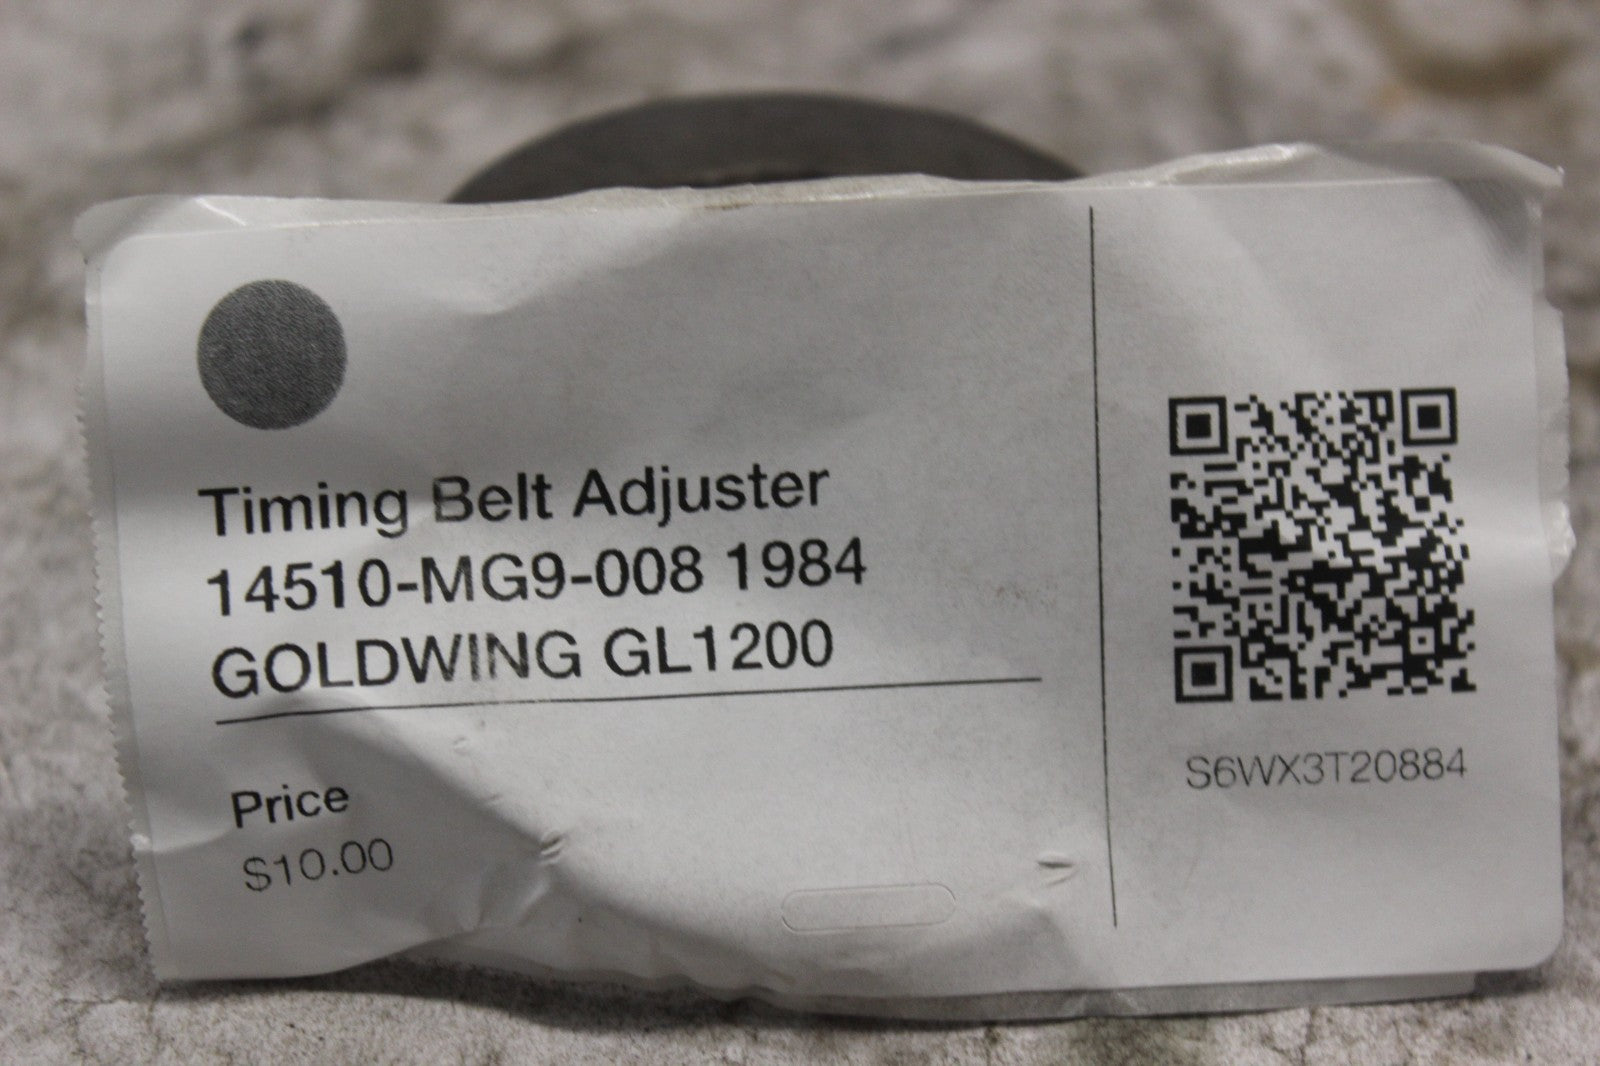 Timing Belt Adjuster
14510-MG9-008 1984
GOLDWING GL1200
Price
$10.00
S6WX3T20884